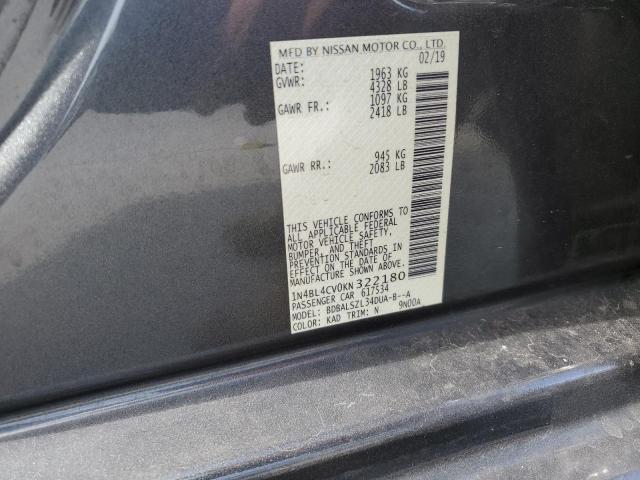 MFD BY NISSAN MOTOR CO., LTD.
DATE: 02/19
GVWR: 1963 KG
4328 LB
GAWR FR.: 1097 KG
2418 LB
GAWR RR.: 945 KG
2083 LB
THIS VEHICLE CONFORMS TO
ALL APPLICABLE FEDERAL
MOTOR VEHICLE SAFETY,
BUMPER, AND THEFT
PREVENTION STANDARDS IN
EFFECT ON THE DATE OF
MANUFACTURE SHOWN ABOVE.
1N4BL4CV0KN322180
PASSENGER CAR 617534
MODEL: BDBALSZL34DUA-B--A
COLOR: KAD TRIM: N 9N00A